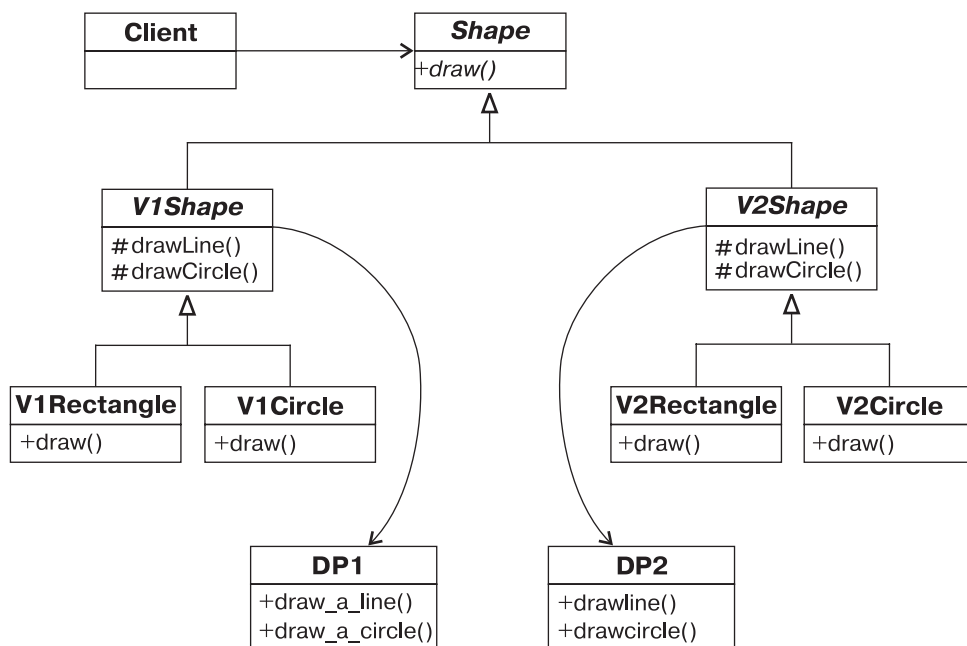 Client
Shape
+draw()
V1Shape
#drawLine()
#drawCircle()
V2Shape
#drawLine()
#drawCircle()
V1Rectangle
+draw()
V1Circle
+draw()
V2Rectangle
+draw()
V2Circle
+draw()
DP1
+draw_a_line()
+draw_a_circle()
DP2
+drawline()
+drawcircle()